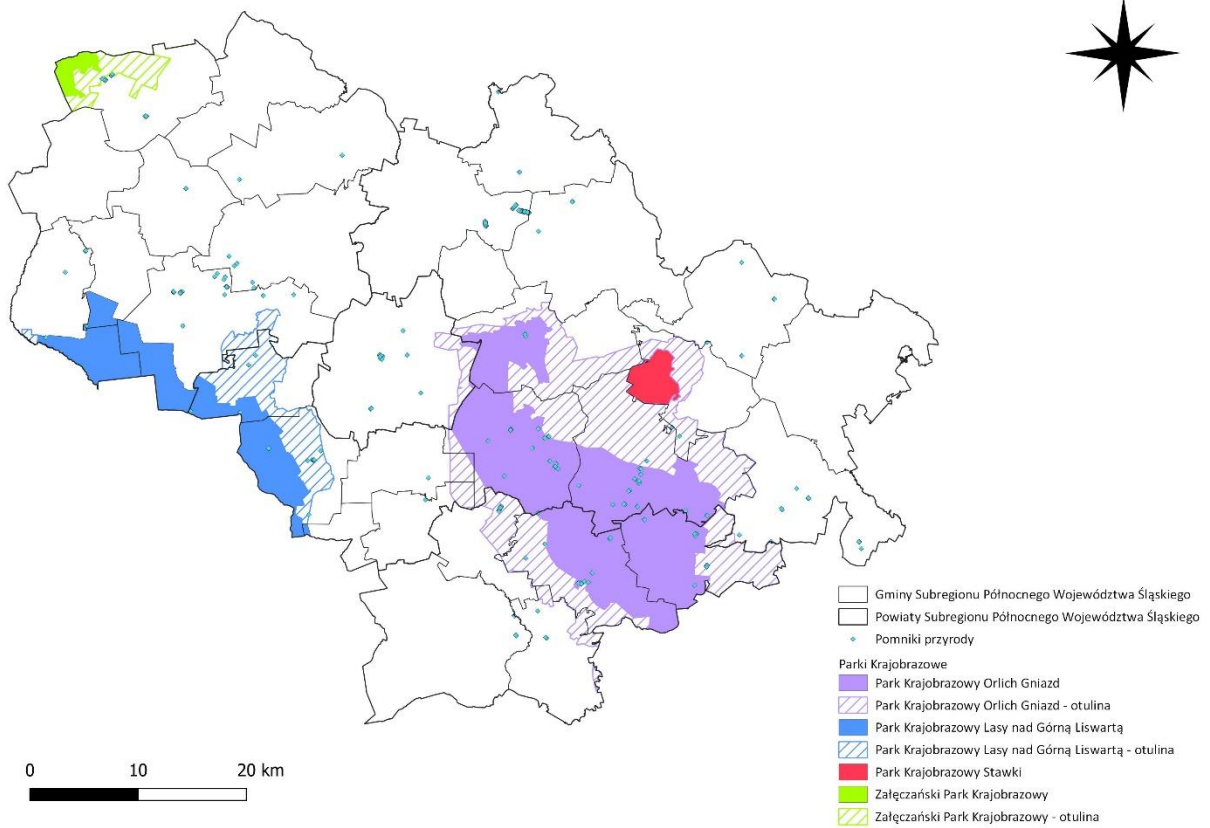 Gminy Subregionu Północnego Województwa Śląskiego
Powiaty Subregionu Północnego Województwa Śląskiego
Pomniki przyrody
Parki Krajobrazowe
Park Krajobrazowy Orlich Gniazd
Park Krajobrazowy Orlich Gniazd - otulina
Park Krajobrazowy Lasy nad Górną Liswartą
Park Krajobrazowy Lasy nad Górną Liswartą - otulina
Park Krajobrazowy Stawki
Załęczański Park Krajobrazowy
Załęczański Park Krajobrazowy - otulina
0 10 20 km